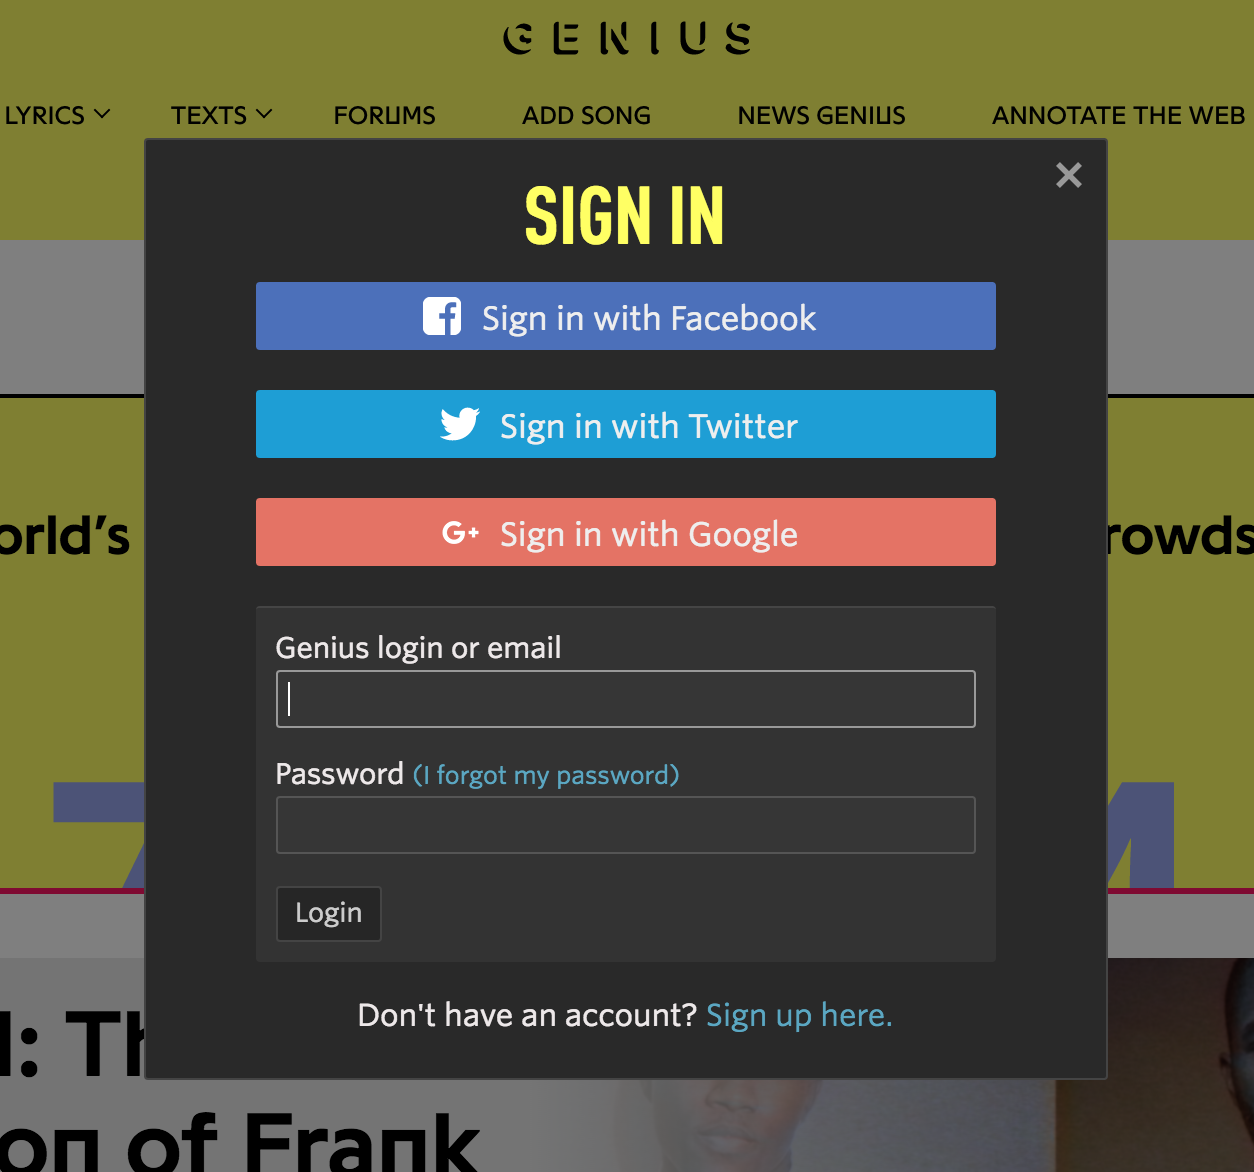 GENIUS
LYRICS TEXTS FORUMS ADD SONG NEWS GENIUS ANNOTATE THE WEB
SIGN IN
Sign in with Facebook
Sign in with Twitter
G+ Sign in with Google
orld's
rowds
Genius login or email
Password (I forgot my password)
Login
Don't have an account? Sign up here.
l: Th
on of Frank